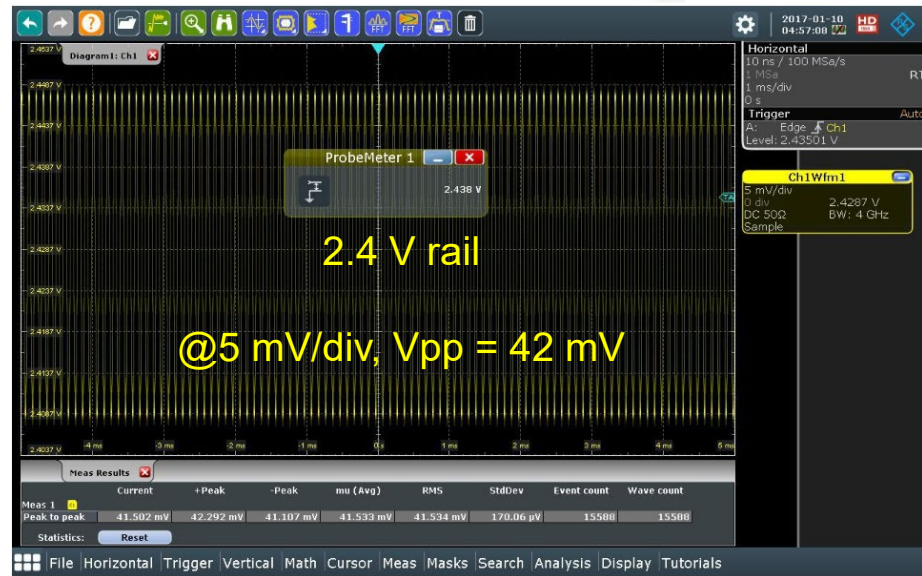 2017-01-10
04:57:08
HD
Horizontal
10 ns / 100 MSa/s
1 MSa
RT
1 ms/div
0 s
Trigger
Auto
A: Edge Ch1
Level: 2.43501 V
Ch1Wfm1
5 mV/div
0 div 2.4287 V
DC 50Ω BW: 4 GHz
Sample
2.4637 V
Diagram1: Ch1
2.4487 V
2.4437 V
2.4387 V
2.4337 V
2.4287 V
2.4237 V
2.4187 V
2.4137 V
2.4087 V
2.4037 V
TA
ProbeMeter 1
2.438 V
2.4 V rail
@5 mV/div, Vpp = 42 mV
-4 ms -3 ms -2 ms -1 ms 0 s 1 ms 2 ms 3 ms 4 ms 5 ms
Meas Results
Current +Peak -Peak mu (Avg) RMS StdDev Event count Wave count
Meas 1
Peak to peak 41.502 mV 42.292 mV 41.107 mV 41.533 mV 41.534 mV 170.06 µV 15588 15588
Statistics: Reset
File Horizontal Trigger Vertical Math Cursor Meas Masks Search Analysis Display Tutorials